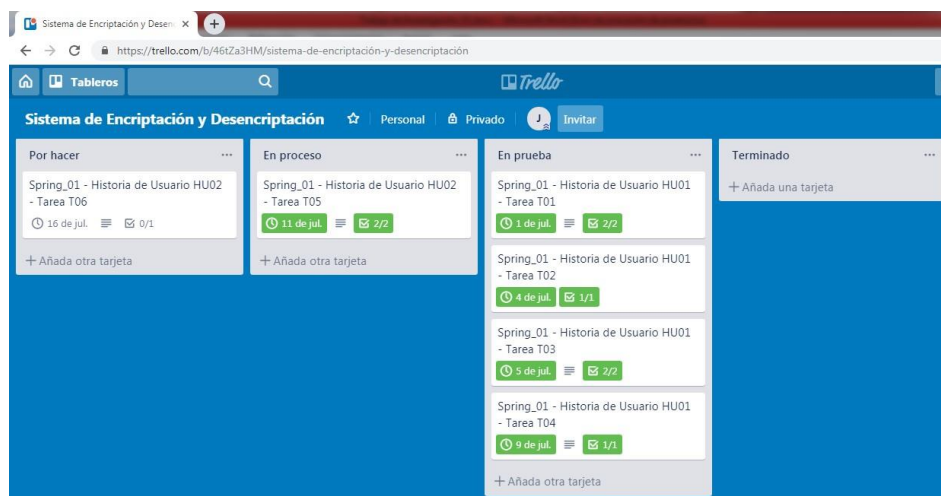 Sistema de Encriptación y Desen
https://trello.com/b/46tZa3HM/sistema-de-encriptación-y-desencriptación
Tableros
Trello
Sistema de Encriptación y Desencriptación Personal Privado J Invitar
Por hacer
Spring_01 - Historia de Usuario HU02
- Tarea T06
16 de jul. 0/1
+ Añada otra tarjeta
En proceso
Spring_01 - Historia de Usuario HU02
- Tarea T05
11 de jul. 2/2
+ Añada otra tarjeta
En prueba
Spring_01 - Historia de Usuario HU01
- Tarea T01
1 de jul. 2/2
Spring_01 - Historia de Usuario HU01
- Tarea T02
4 de jul. 1/1
Spring_01 - Historia de Usuario HU01
- Tarea T03
5 de jul. 2/2
Spring_01 - Historia de Usuario HU01
- Tarea T04
9 de jul. 1/1
+ Añada otra tarjeta
Terminado
+ Añada una tarjeta